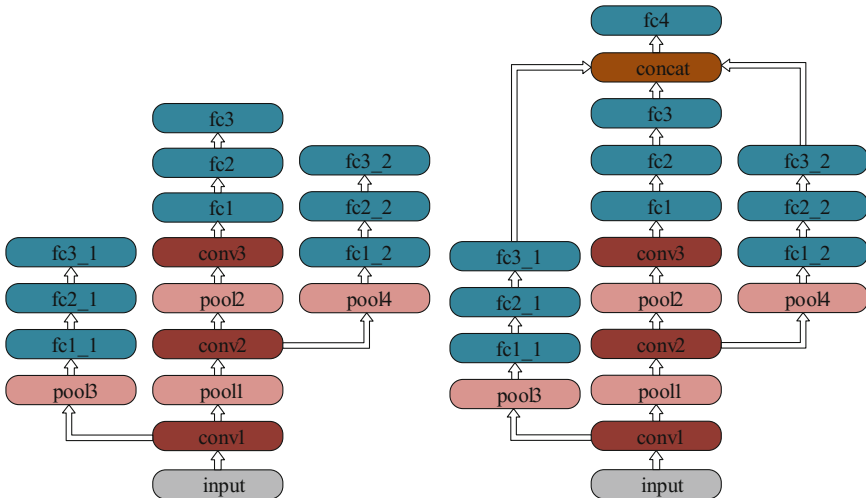 fc3
fc2
fc1
conv3
pool2
conv2
pool1
conv1
input
fc3_1
fc2_1
fc1_1
pool3
fc3_2
fc2_2
fc1_2
pool4
fc4
concat
fc3
fc2
fc1
conv3
pool2
conv2
pool1
conv1
input
fc3_1
fc2_1
fc1_1
pool3
fc3_2
fc2_2
fc1_2
pool4